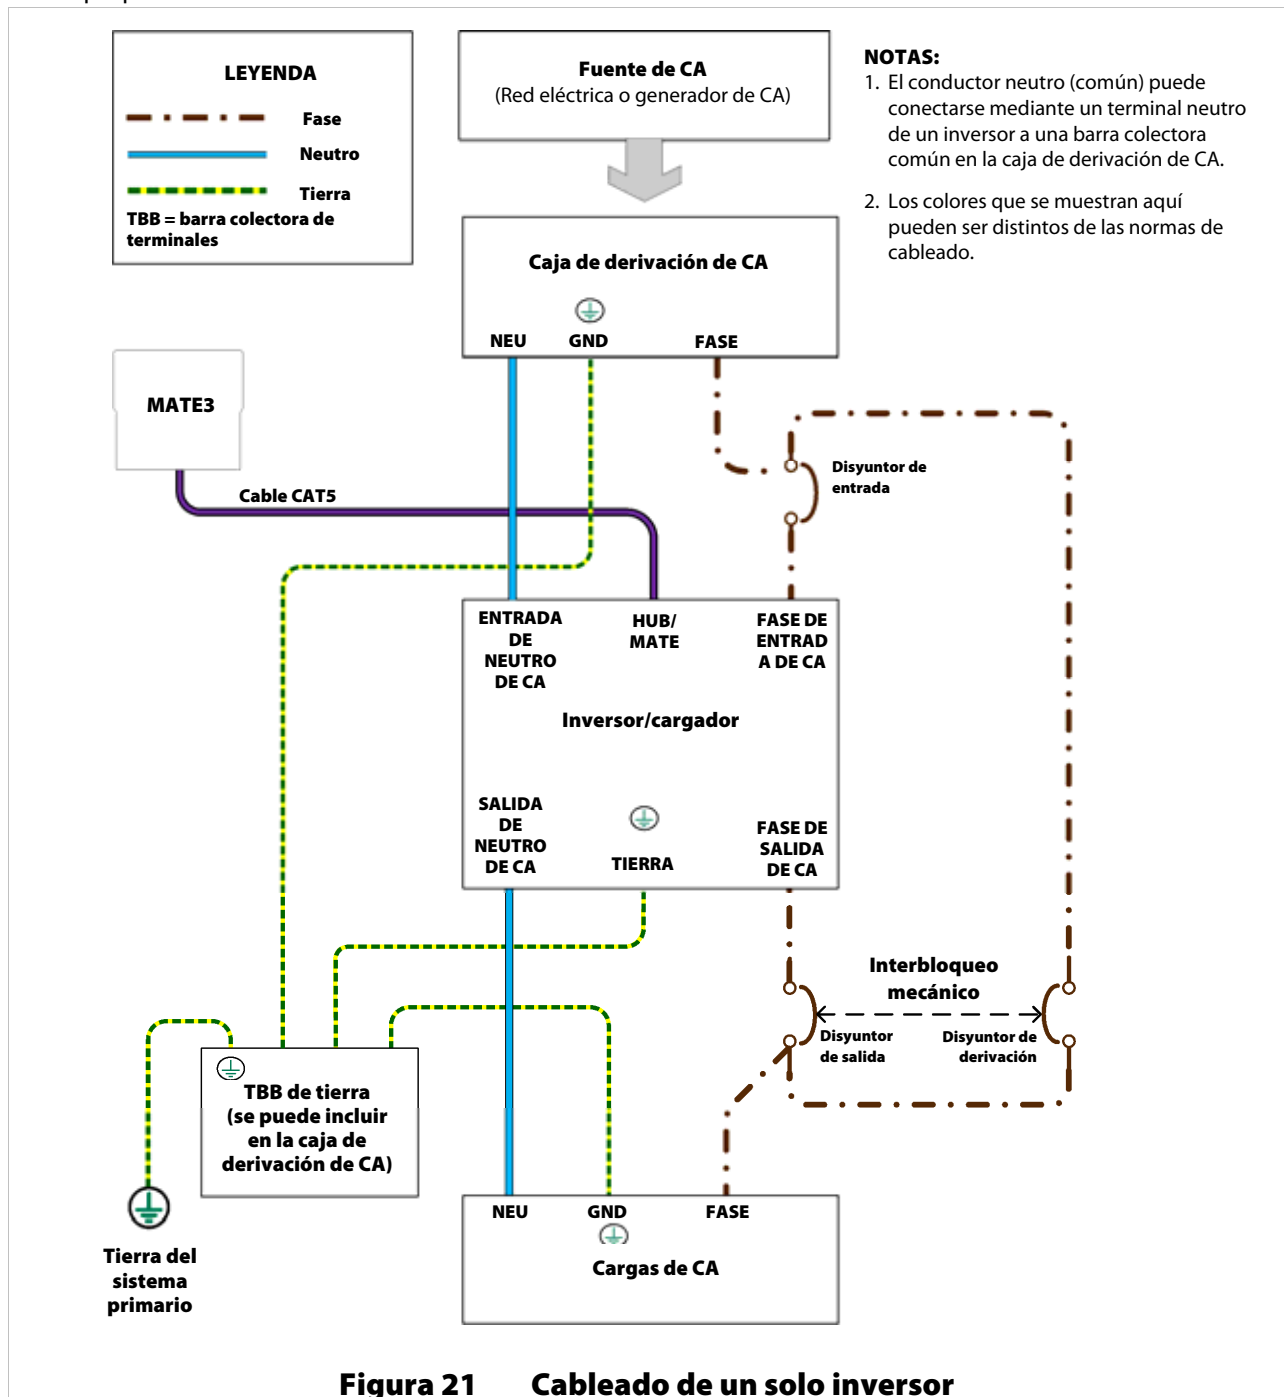 LEYENDA
Fase
Neutro
Tierra
TBB = barra colectora de
terminales
Fuente de CA
(Red eléctrica o generador de CA)
NOTAS:
1. El conductor neutro (común) puede
conectarse mediante un terminal neutro
de un inversor a una barra colectora
común en la caja de derivación de CA.
2. Los colores que se muestran aquí
pueden ser distintos de las normas de
cableado.
Caja de derivación de CA
NEU
GND
FASE
MATE3
Cable CAT5
Disyuntor de
entrada
ENTRADA
DE
NEUTRO
DE CA
HUB/
MATE
FASE DE
ENTRAD
A DE CA
Inversor/cargador
SALIDA
DE
NEUTRO
DE CA
TIERRA
FASE DE
SALIDA
DE CA
Interbloqueo
mecánico
Disyuntor
de salida
Disyuntor de
derivación
TBB de tierra
(se puede incluir
en la caja de
derivación de CA)
Tierra del
sistema
primario
NEU
GND
FASE
Cargas de CA
Figura 21 Cableado de un solo inversor